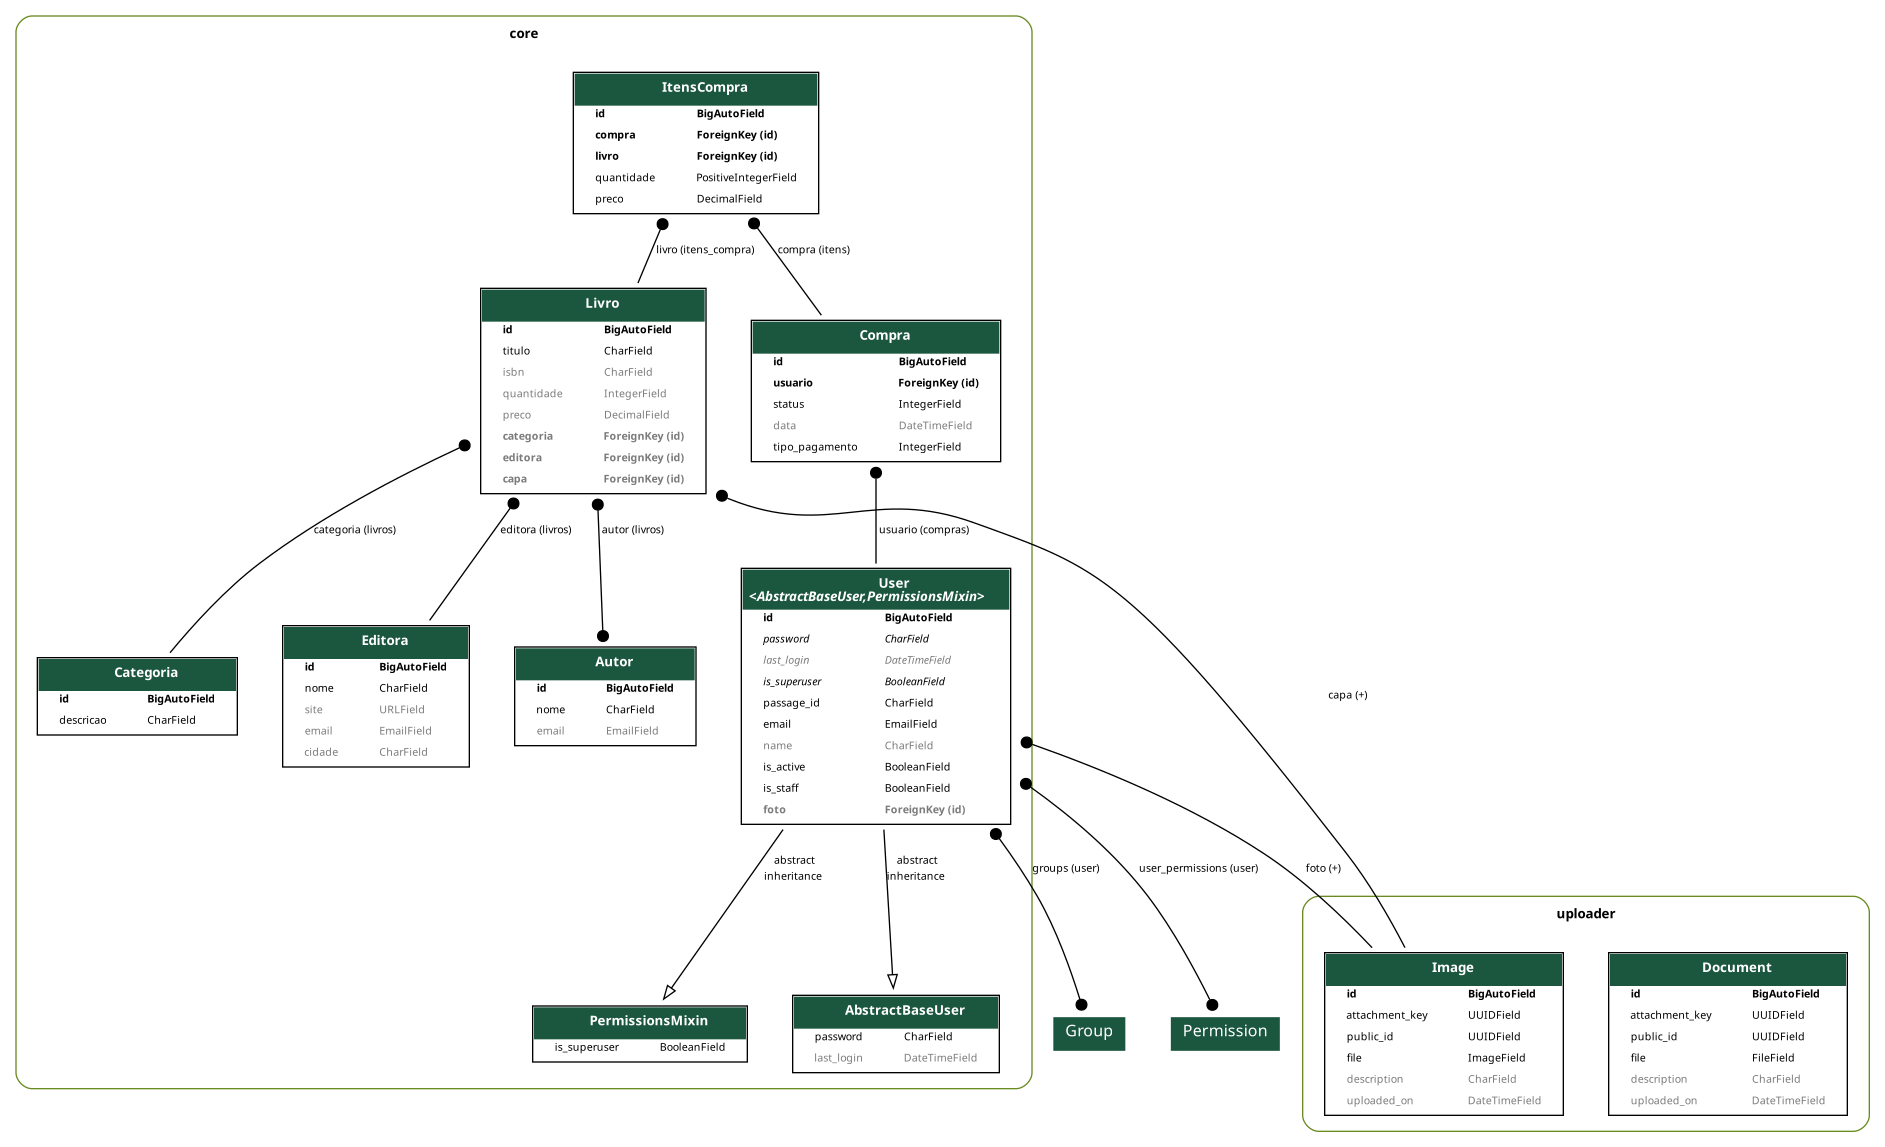 core
ItensCompra
id BigAutoField
compra ForeignKey (id)
livro ForeignKey (id)
quantidade PositiveIntegerField
preco DecimalField
livro (itens_compra)
compra (itens)
Livro
id BigAutoField
titulo CharField
isbn CharField
quantidade IntegerField
preco DecimalField
categoria ForeignKey (id)
editora ForeignKey (id)
capa ForeignKey (id)
Compra
id BigAutoField
usuario ForeignKey (id)
status IntegerField
data DateTimeField
tipo_pagamento IntegerField
categoria (livros)
editora (livros)
autor (livros)
usuario (compras)
capa (+)
Categoria
id BigAutoField
descricao CharField
Editora
id BigAutoField
nome CharField
site URLField
email EmailField
cidade CharField
Autor
id BigAutoField
nome CharField
email EmailField
User
<AbstractBaseUser,PermissionsMixin>
id BigAutoField
password CharField
last_login DateTimeField
is_superuser BooleanField
passage_id CharField
email EmailField
name CharField
is_active BooleanField
is_staff BooleanField
foto ForeignKey (id)
abstract
inheritance
abstract
inheritance
groups (user)
user_permissions (user)
foto (+)
PermissionsMixin
is_superuser BooleanField
AbstractBaseUser
password CharField
last_login DateTimeField
Group
Permission
uploader
Image
id BigAutoField
attachment_key UUIDField
public_id UUIDField
file ImageField
description CharField
uploaded_on DateTimeField
Document
id BigAutoField
attachment_key UUIDField
public_id UUIDField
file FileField
description CharField
uploaded_on DateTimeField